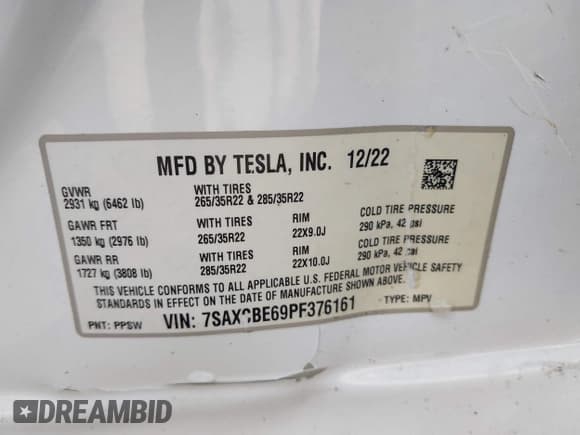 MFD BY TESLA, INC. 12/22
GVWR
2931 kg (6462 lb)
WITH TIRES
265/35R22 & 285/35R22
GAWR FRT
1350 kg (2976 lb)
WITH TIRES
265/35R22
RIM
22X9.0J
COLD TIRE PRESSURE
290 kPa, 42 psi
GAWR RR
1727 kg (3808 lb)
WITH TIRES
285/35R22
RIM
22X10.0J
COLD TIRE PRESSURE
290 kPa, 42
THIS VEHICLE CONFORMS TO ALL APPLICABLE U.S. FEDERAL MOTOR VEHICLE SAFETY
STANDARDS IN EFFECT ON THE DATE OF MANUFACTURE SHOWN ABOVE.
PNT: PPSW
VIN:
TYPE: MPV
DREAMBID